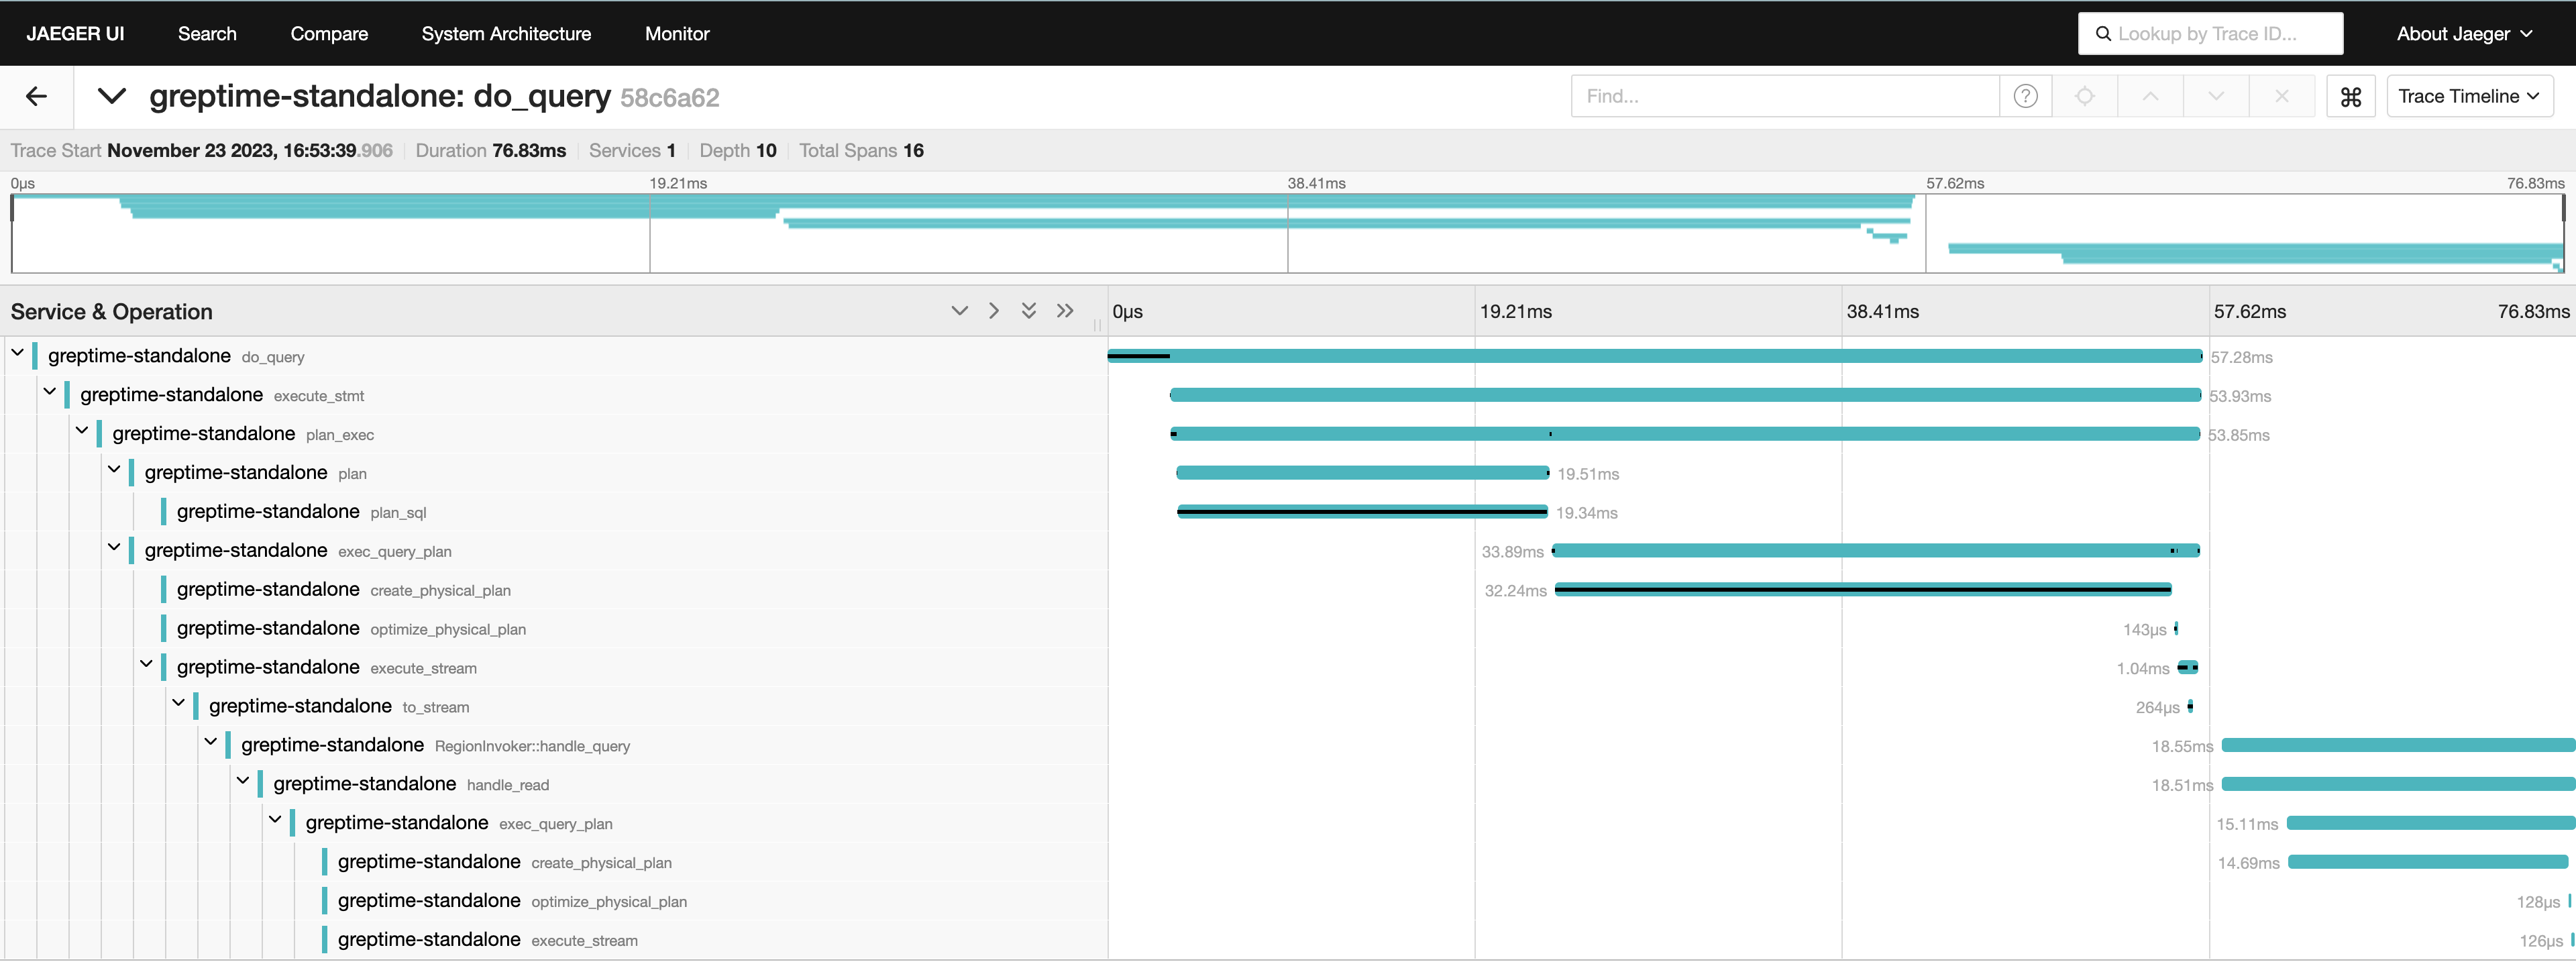 JAEGER UI Search Compare System Architecture Monitor Lookup by Trace ID... About Jaeger
greptime-standalone: do_query 58c6a62 Find... Trace Timeline
Trace Start November 23 2023, 16:53:39.906 Duration 76.83ms Services 1 Depth 10 Total Spans 16
0μs 19.21ms 38.41ms 57.62ms 76.83ms
Service & Operation 0μs 19.21ms 38.41ms 57.62ms 76.83ms
greptime-standalone do_query 57.28ms
greptime-standalone execute_stmt 53.93ms
greptime-standalone plan_exec 53.85ms
greptime-standalone plan 19.51ms
greptime-standalone plan_sql 19.34ms
greptime-standalone exec_query_plan 33.89ms
greptime-standalone create_physical_plan 32.24ms
greptime-standalone optimize_physical_plan 143μs
greptime-standalone execute_stream 1.04ms
greptime-standalone to_stream 264μs
greptime-standalone RegionInvoker::handle_query 18.55ms
greptime-standalone handle_read 18.51ms
greptime-standalone exec_query_plan 15.11ms
greptime-standalone create_physical_plan 14.69ms
greptime-standalone optimize_physical_plan 128μs
greptime-standalone execute_stream 126μs